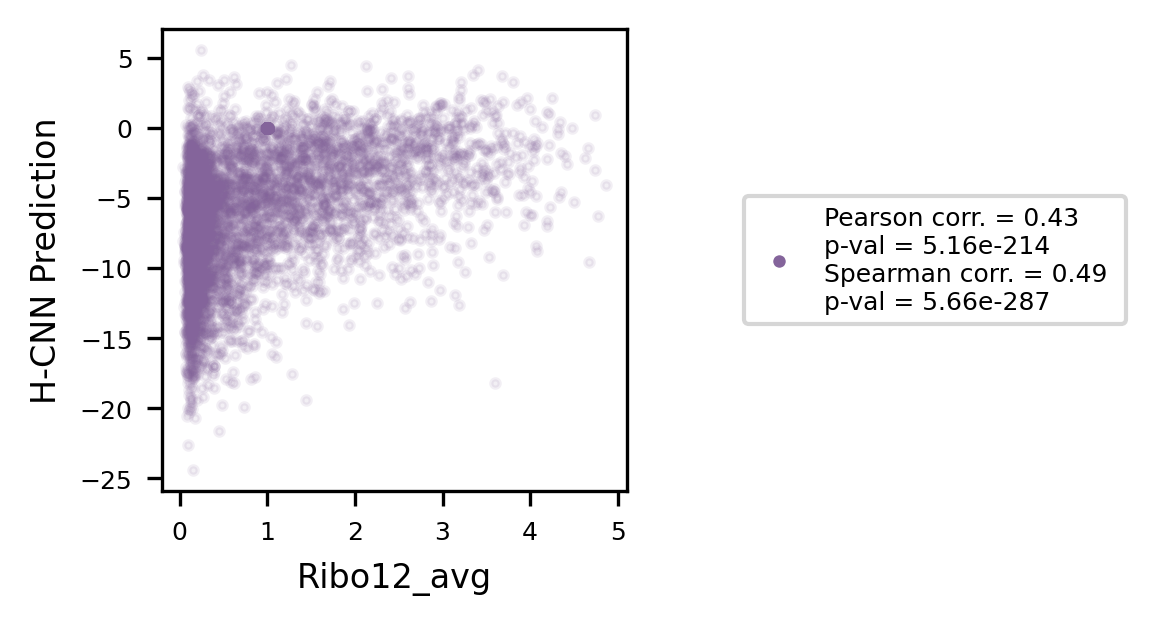 5
0
−5
−10
−15
−20
−25
H-CNN Prediction
0 1 2 3 4 5
Ribo12_avg
Pearson corr. = 0.43
p-val = 5.16e-214
Spearman corr. = 0.49
p-val = 5.66e-287